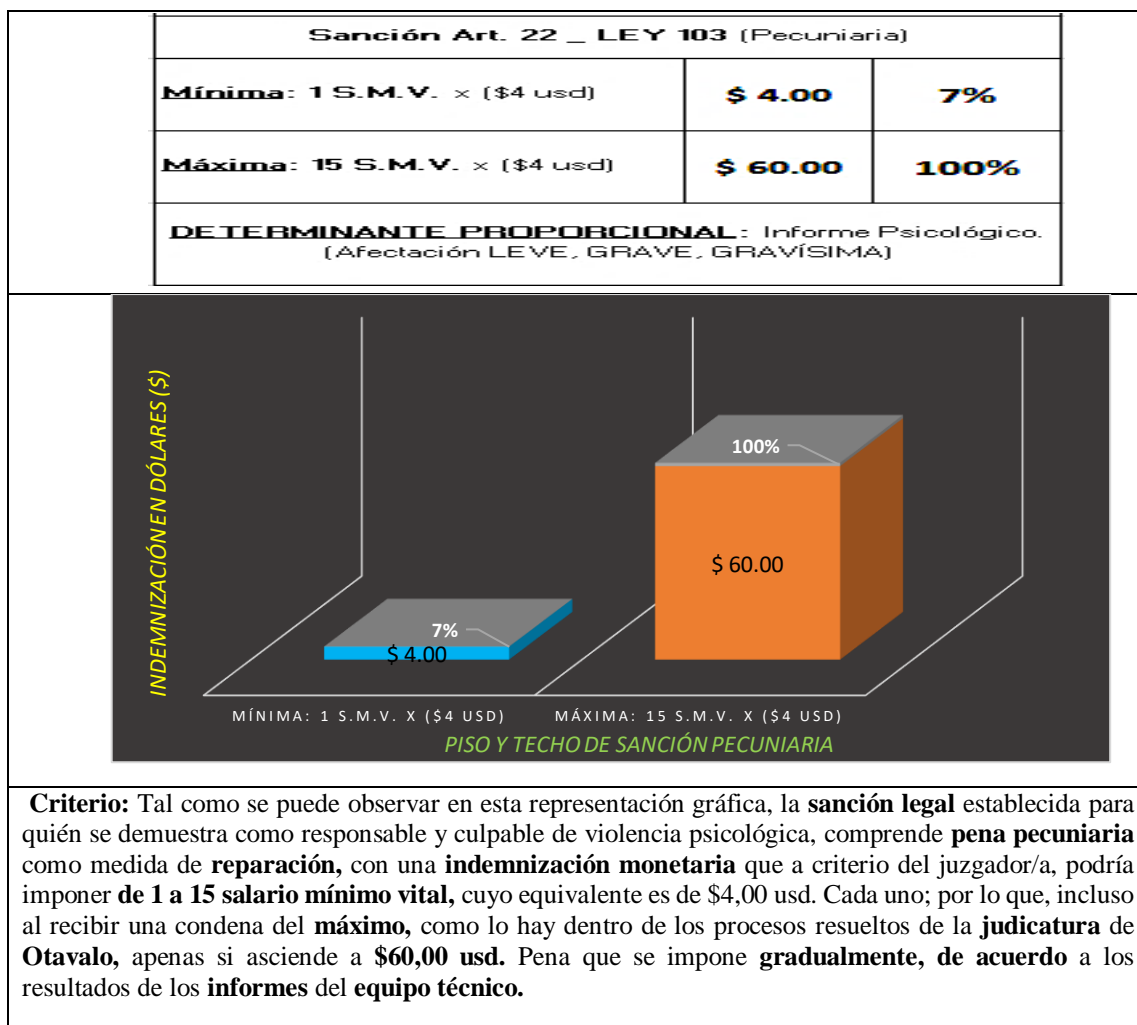 Sanción Art. 22 _ LEY 103 (Pecuniaria)
Mínima: 1 S.M.V. x ($4 usd) $ 4.00 7%
Máxima: 15 S.M.V. x ($4 usd) $ 60.00 100%
DETERMINANTE PROPORCIONAL: Informe Psicológico.
(Afectación LEVE, GRAVE, GRAVÍSIMA)
INDEMNIZACIÓN EN DÓLARES ($)
100%
$ 60.00
7%
$ 4.00
MÍNIMA: 1 S.M.V. X ($4 USD) MÁXIMA: 15 S.M.V. X ($4 USD)
PISO Y TECHO DE SANCIÓN PECUNIARIA
Criterio: Tal como se puede observar en esta representación gráfica, la sanción legal establecida para
quién se demuestra como responsable y culpable de violencia psicológica, comprende pena pecuniaria
como medida de reparación, con una indemnización monetaria que a criterio del juzgador/a, podría
imponer de 1 a 15 salario mínimo vital, cuyo equivalente es de $4,00 usd. Cada uno; por lo que, incluso
al recibir una condena del máximo, como lo hay dentro de los procesos resueltos de la judicatura de
Otavalo, apenas si asciende a $60,00 usd. Pena que se impone gradualmente, de acuerdo a los
resultados de los informes del equipo técnico.